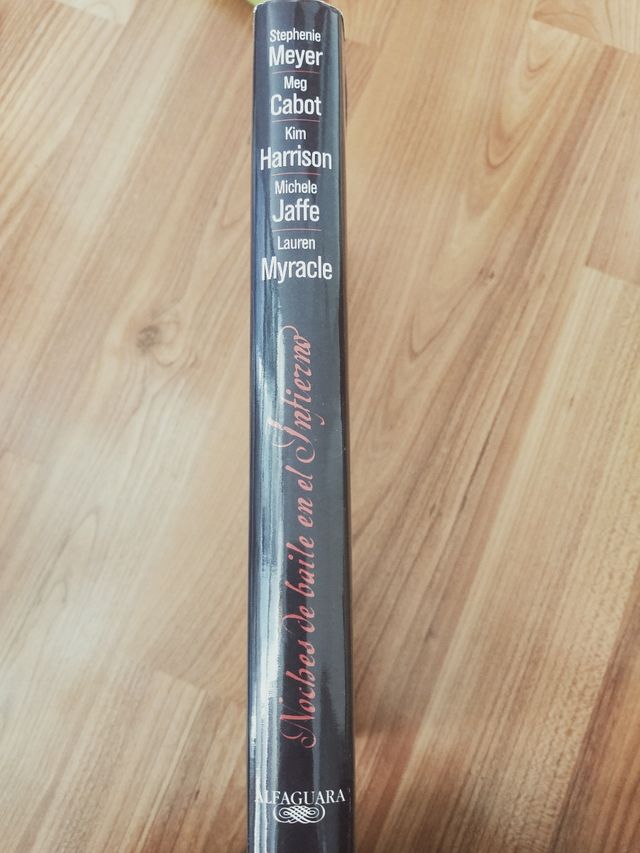 Stephenie
Meyer
Meg
Cabot
Kim
Harrison
Michele
Jaffe
Lauren
Myracle
Noches de baile en el Infierno
ALFAGUARA